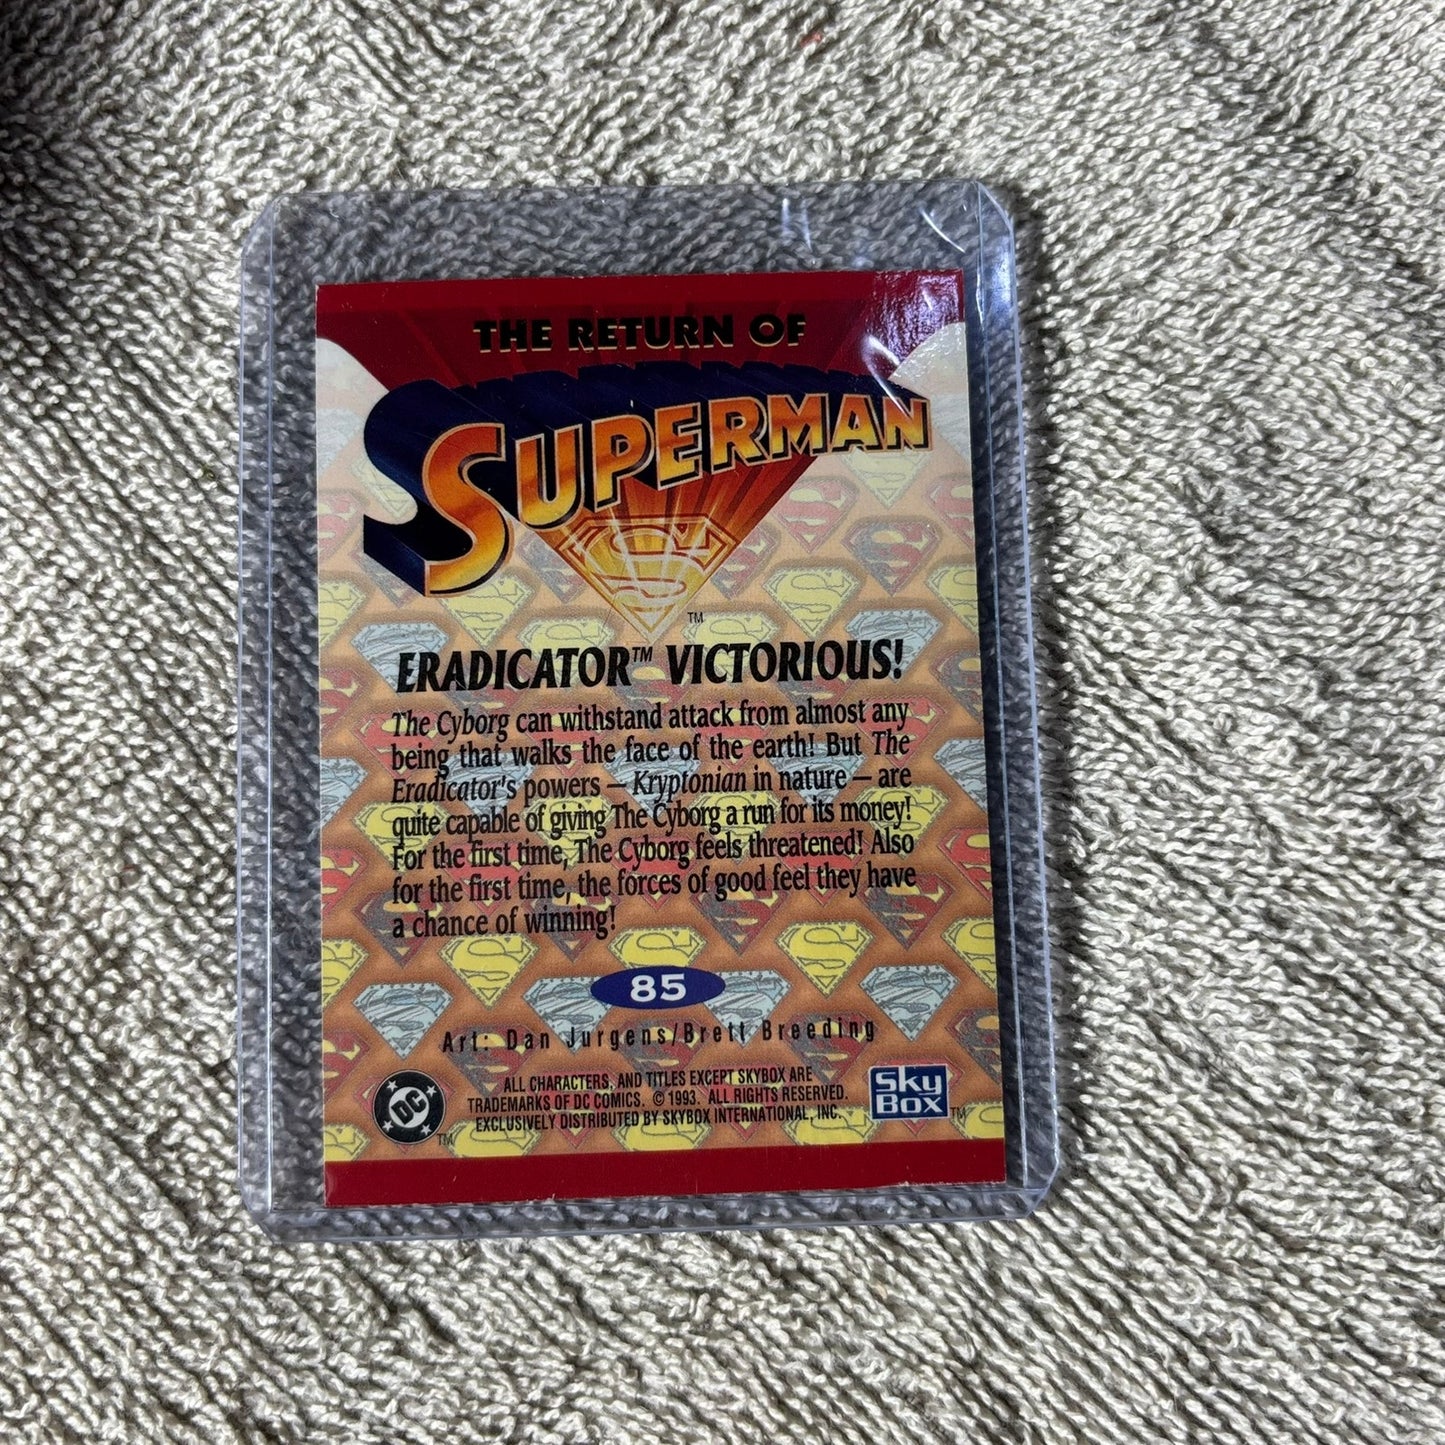 THE RETURN OF
SUPERMAN
TM
ERADICATOR™ VICTORIOUS!
The Cyborg can withstand attack from almost any
being that walks the face of the earth! But The
Eradicator's powers – Kryptonian in nature – are
quite capable of giving The Cyborg a run for its money!
For the first time, The Cyborg feels threatened! Also
for the first time, the forces of good feel they have
a chance of winning!
85
Art: Dan Jurgens/Brett Breeding
ALL CHARACTERS, AND TITLES EXCEPT SKYBOX ARE
TRADEMARKS OF DC COMICS. © 1993. ALL RIGHTS RESERVED.
EXCLUSIVELY DISTRIBUTED BY SKYBOX INTERNATIONAL, INC.
DC
TM
Sky
Box
TM